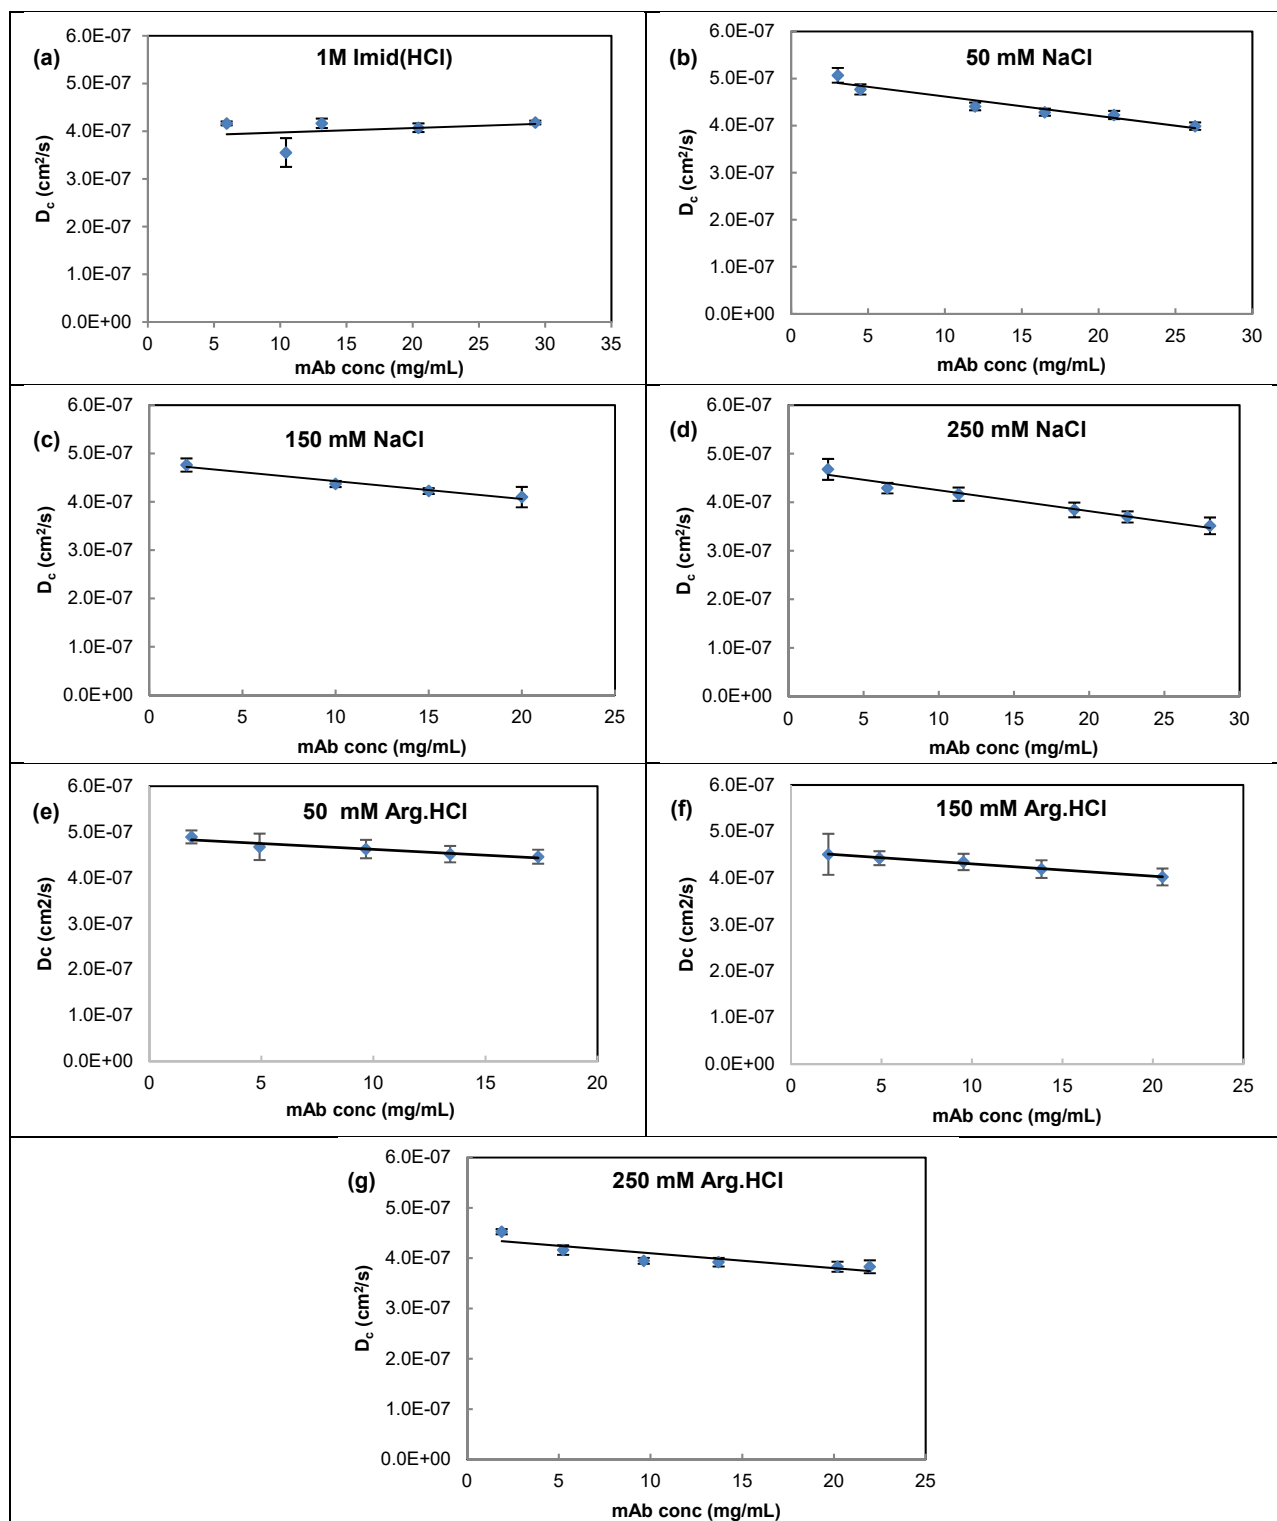 (a)
1M Imid(HCl)
6.0E-07
5.0E-07
4.0E-07
3.0E-07
2.0E-07
1.0E-07
0.0E+00
D_c (cm²/s)
0 5 10 15 20 25 30 35
mAb conc (mg/mL)
(b)
50 mM NaCl
6.0E-07
5.0E-07
4.0E-07
3.0E-07
2.0E-07
1.0E-07
0.0E+00
D_c (cm²/s)
0 5 10 15 20 25 30
mAb conc (mg/mL)
(c)
150 mM NaCl
6.0E-07
5.0E-07
4.0E-07
3.0E-07
2.0E-07
1.0E-07
0.0E+00
D_c (cm²/s)
0 5 10 15 20 25
mAb conc (mg/mL)
(d)
250 mM NaCl
6.0E-07
5.0E-07
4.0E-07
3.0E-07
2.0E-07
1.0E-07
0.0E+00
D_c (cm²/s)
0 5 10 15 20 25 30
mAb conc (mg/mL)
(e)
50 mM Arg.HCl
6.0E-07
5.0E-07
4.0E-07
3.0E-07
2.0E-07
1.0E-07
0.0E+00
Dc (cm2/s)
0 5 10 15 20
mAb conc (mg/mL)
(f)
150 mM Arg.HCl
6.0E-07
5.0E-07
4.0E-07
3.0E-07
2.0E-07
1.0E-07
0.0E+00
Dc (cm2/s)
0 5 10 15 20 25
mAb conc (mg/mL)
(g)
250 mM Arg.HCl
6.0E-07
5.0E-07
4.0E-07
3.0E-07
2.0E-07
1.0E-07
0.0E+00
D_c (cm²/s)
0 5 10 15 20 25
mAb conc (mg/mL)